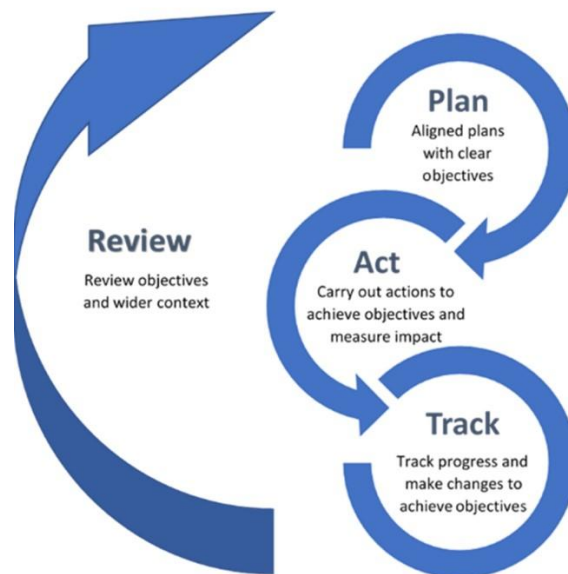 Plan
Aligned plans
with clear
objectives
Review
Review objectives
and wider context
Act
Carry out actions to
achieve objectives and
measure impact
Track
Track progress and
make changes to
achieve objectives